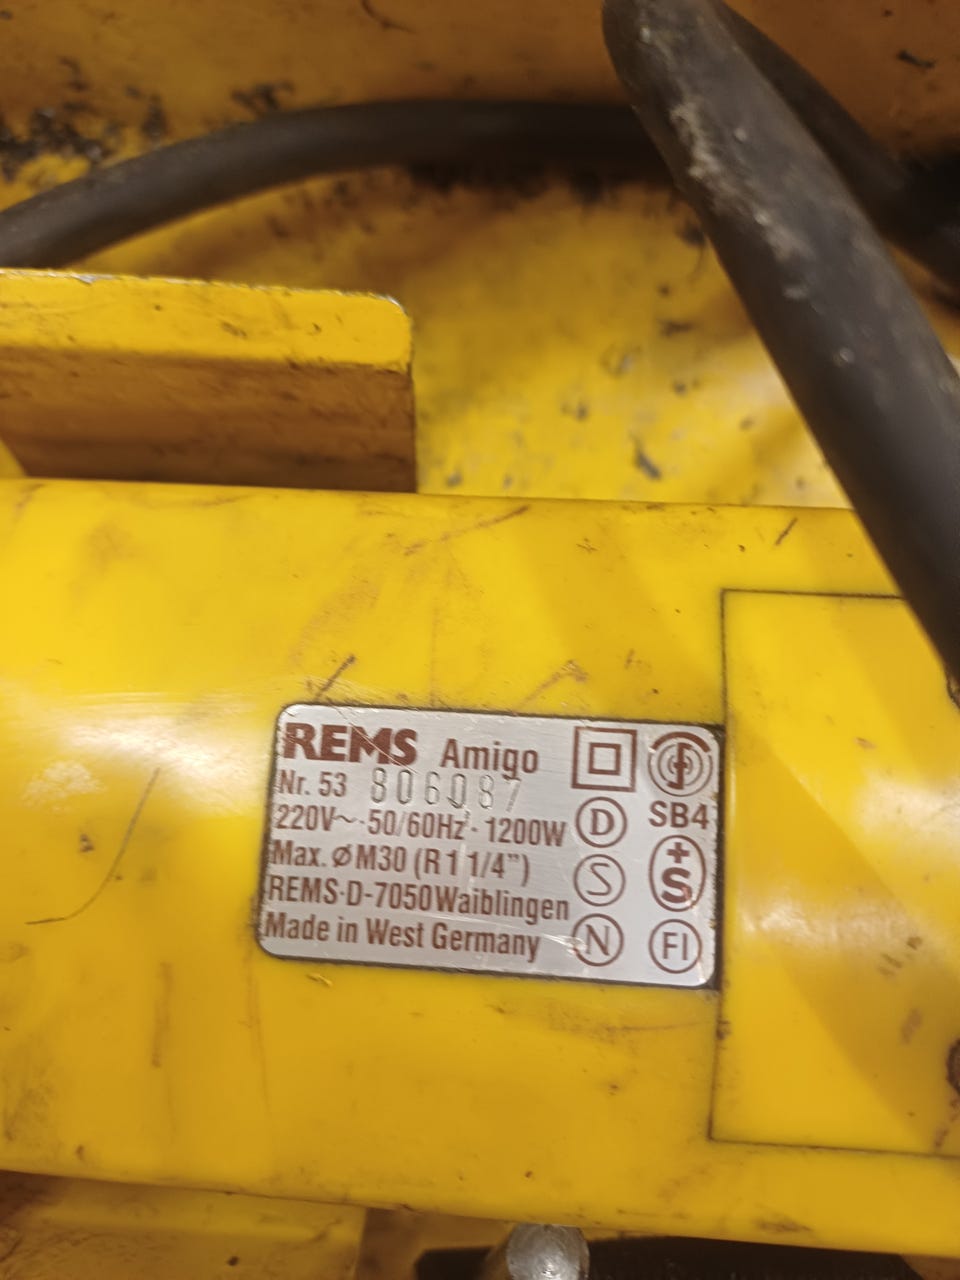 REMS Amigo
Nr. 53 806087
220V~·50/60Hz·1200W
Max. ØM30 (R 1 1/4")
REMS·D-7050 Waiblingen
Made in West Germany
D
S
N
SB4
+S
FI